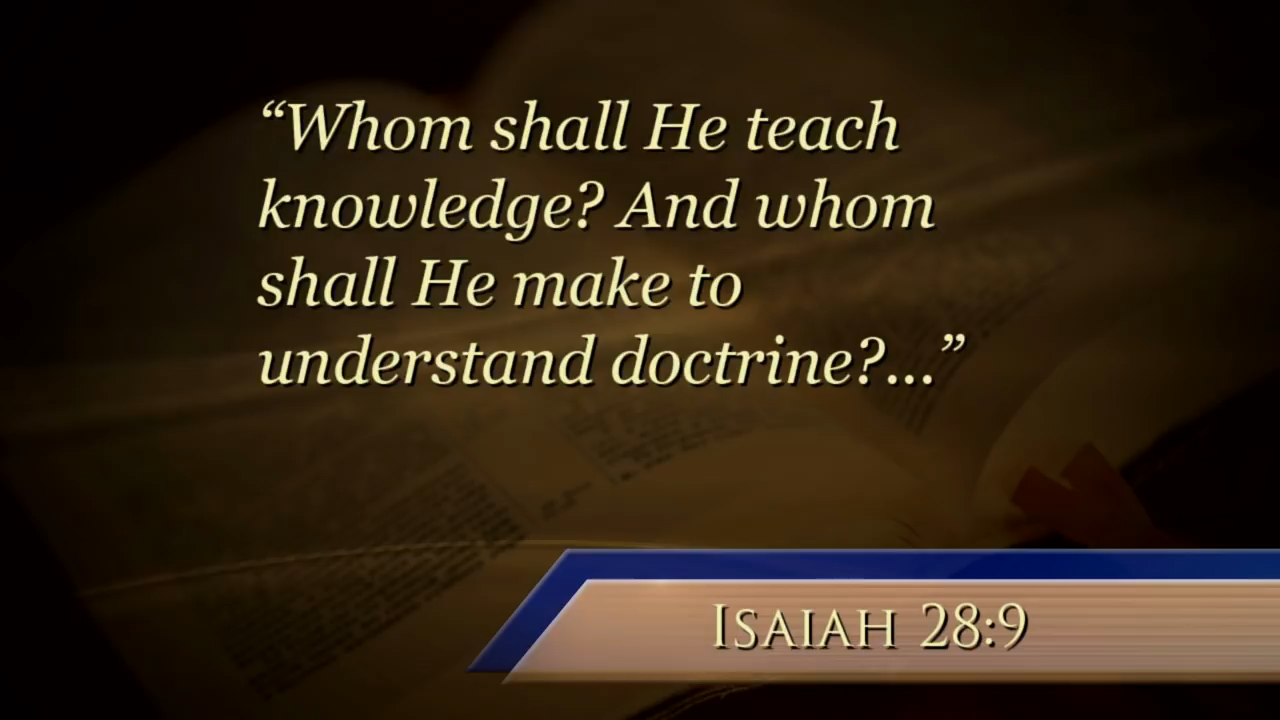 “Whom shall He teach
knowledge? And whom
shall He make to
understand doctrine?...”
ISAIAH 28:9